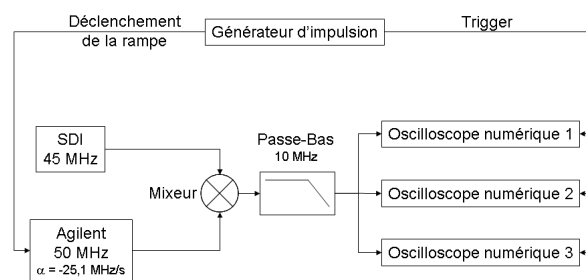 Déclenchement
de la rampe
Générateur d'impulsion
Trigger
SDI
45 MHz
Mixeur
Passe-Bas
10 MHz
Oscilloscope numérique 1
Oscilloscope numérique 2
Oscilloscope numérique 3
Agilent
50 MHz
α = -25,1 MHz/s